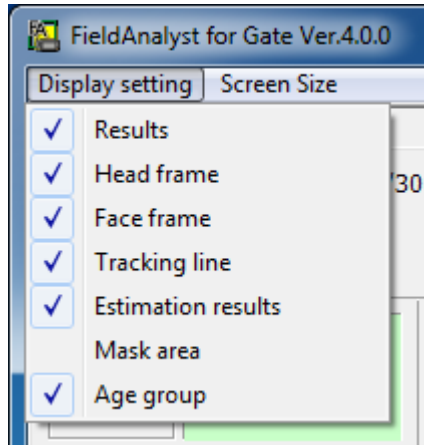 FieldAnalyst for Gate Ver.4.0.0
Display setting Screen Size
Results
Head frame
/30
Face frame
Tracking line
Estimation results
Mask area
Age group